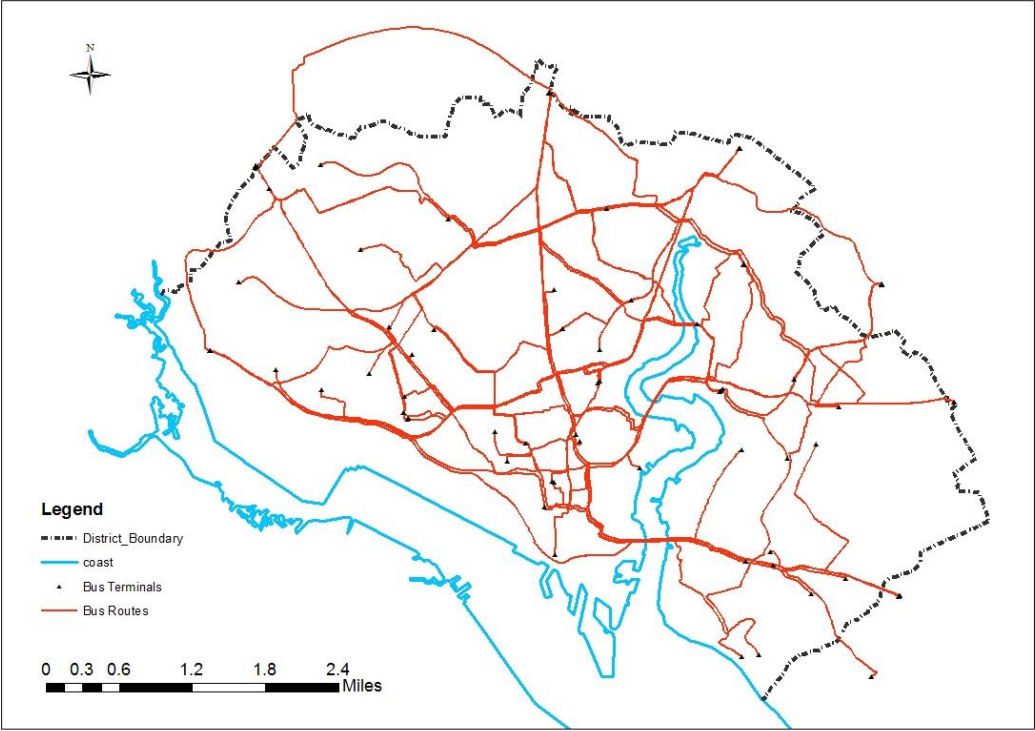 N
Legend
District_Boundary
coast
Bus Terminals
Bus Routes
0 0.3 0.6 1.2 1.8 2.4
Miles